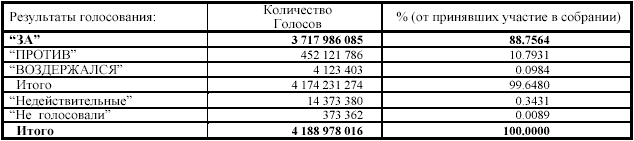 Результаты голосования: Количество Голосов % (от принявших участие в собрании)
“ЗА” 3 717 986 085 88.7564
“ПРОТИВ” 452 121 786 10.7931
“ВОЗДЕРЖАЛСЯ” 4 123 403 0.0984
Итого 4 174 231 274 99.6480
“Недействительные” 14 373 380 0.3431
“Не голосовали” 373 362 0.0089
Итого 4 188 978 016 100.0000